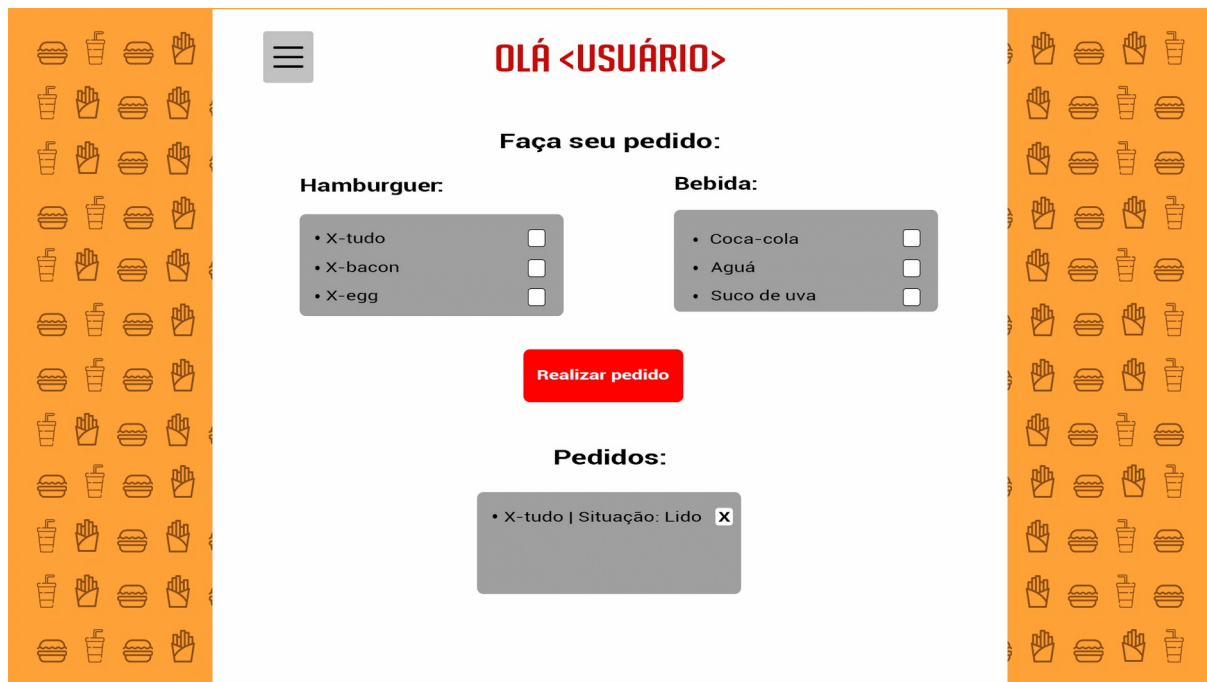 OLÁ <USUÁRIO>
Faça seu pedido:
Hamburguer:
• X-tudo
• X-bacon
• X-egg
Bebida:
• Coca-cola
• Aguá
• Suco de uva
Realizar pedido
Pedidos:
• X-tudo | Situação: Lido X